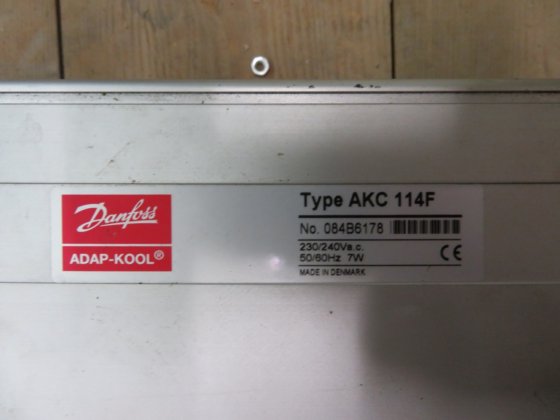 Danfoss
ADAP-KOOL®
Type AKC 114F
No. 084B6178
230/240Va.c.
50/60Hz 7W
CE
MADE IN DENMARK